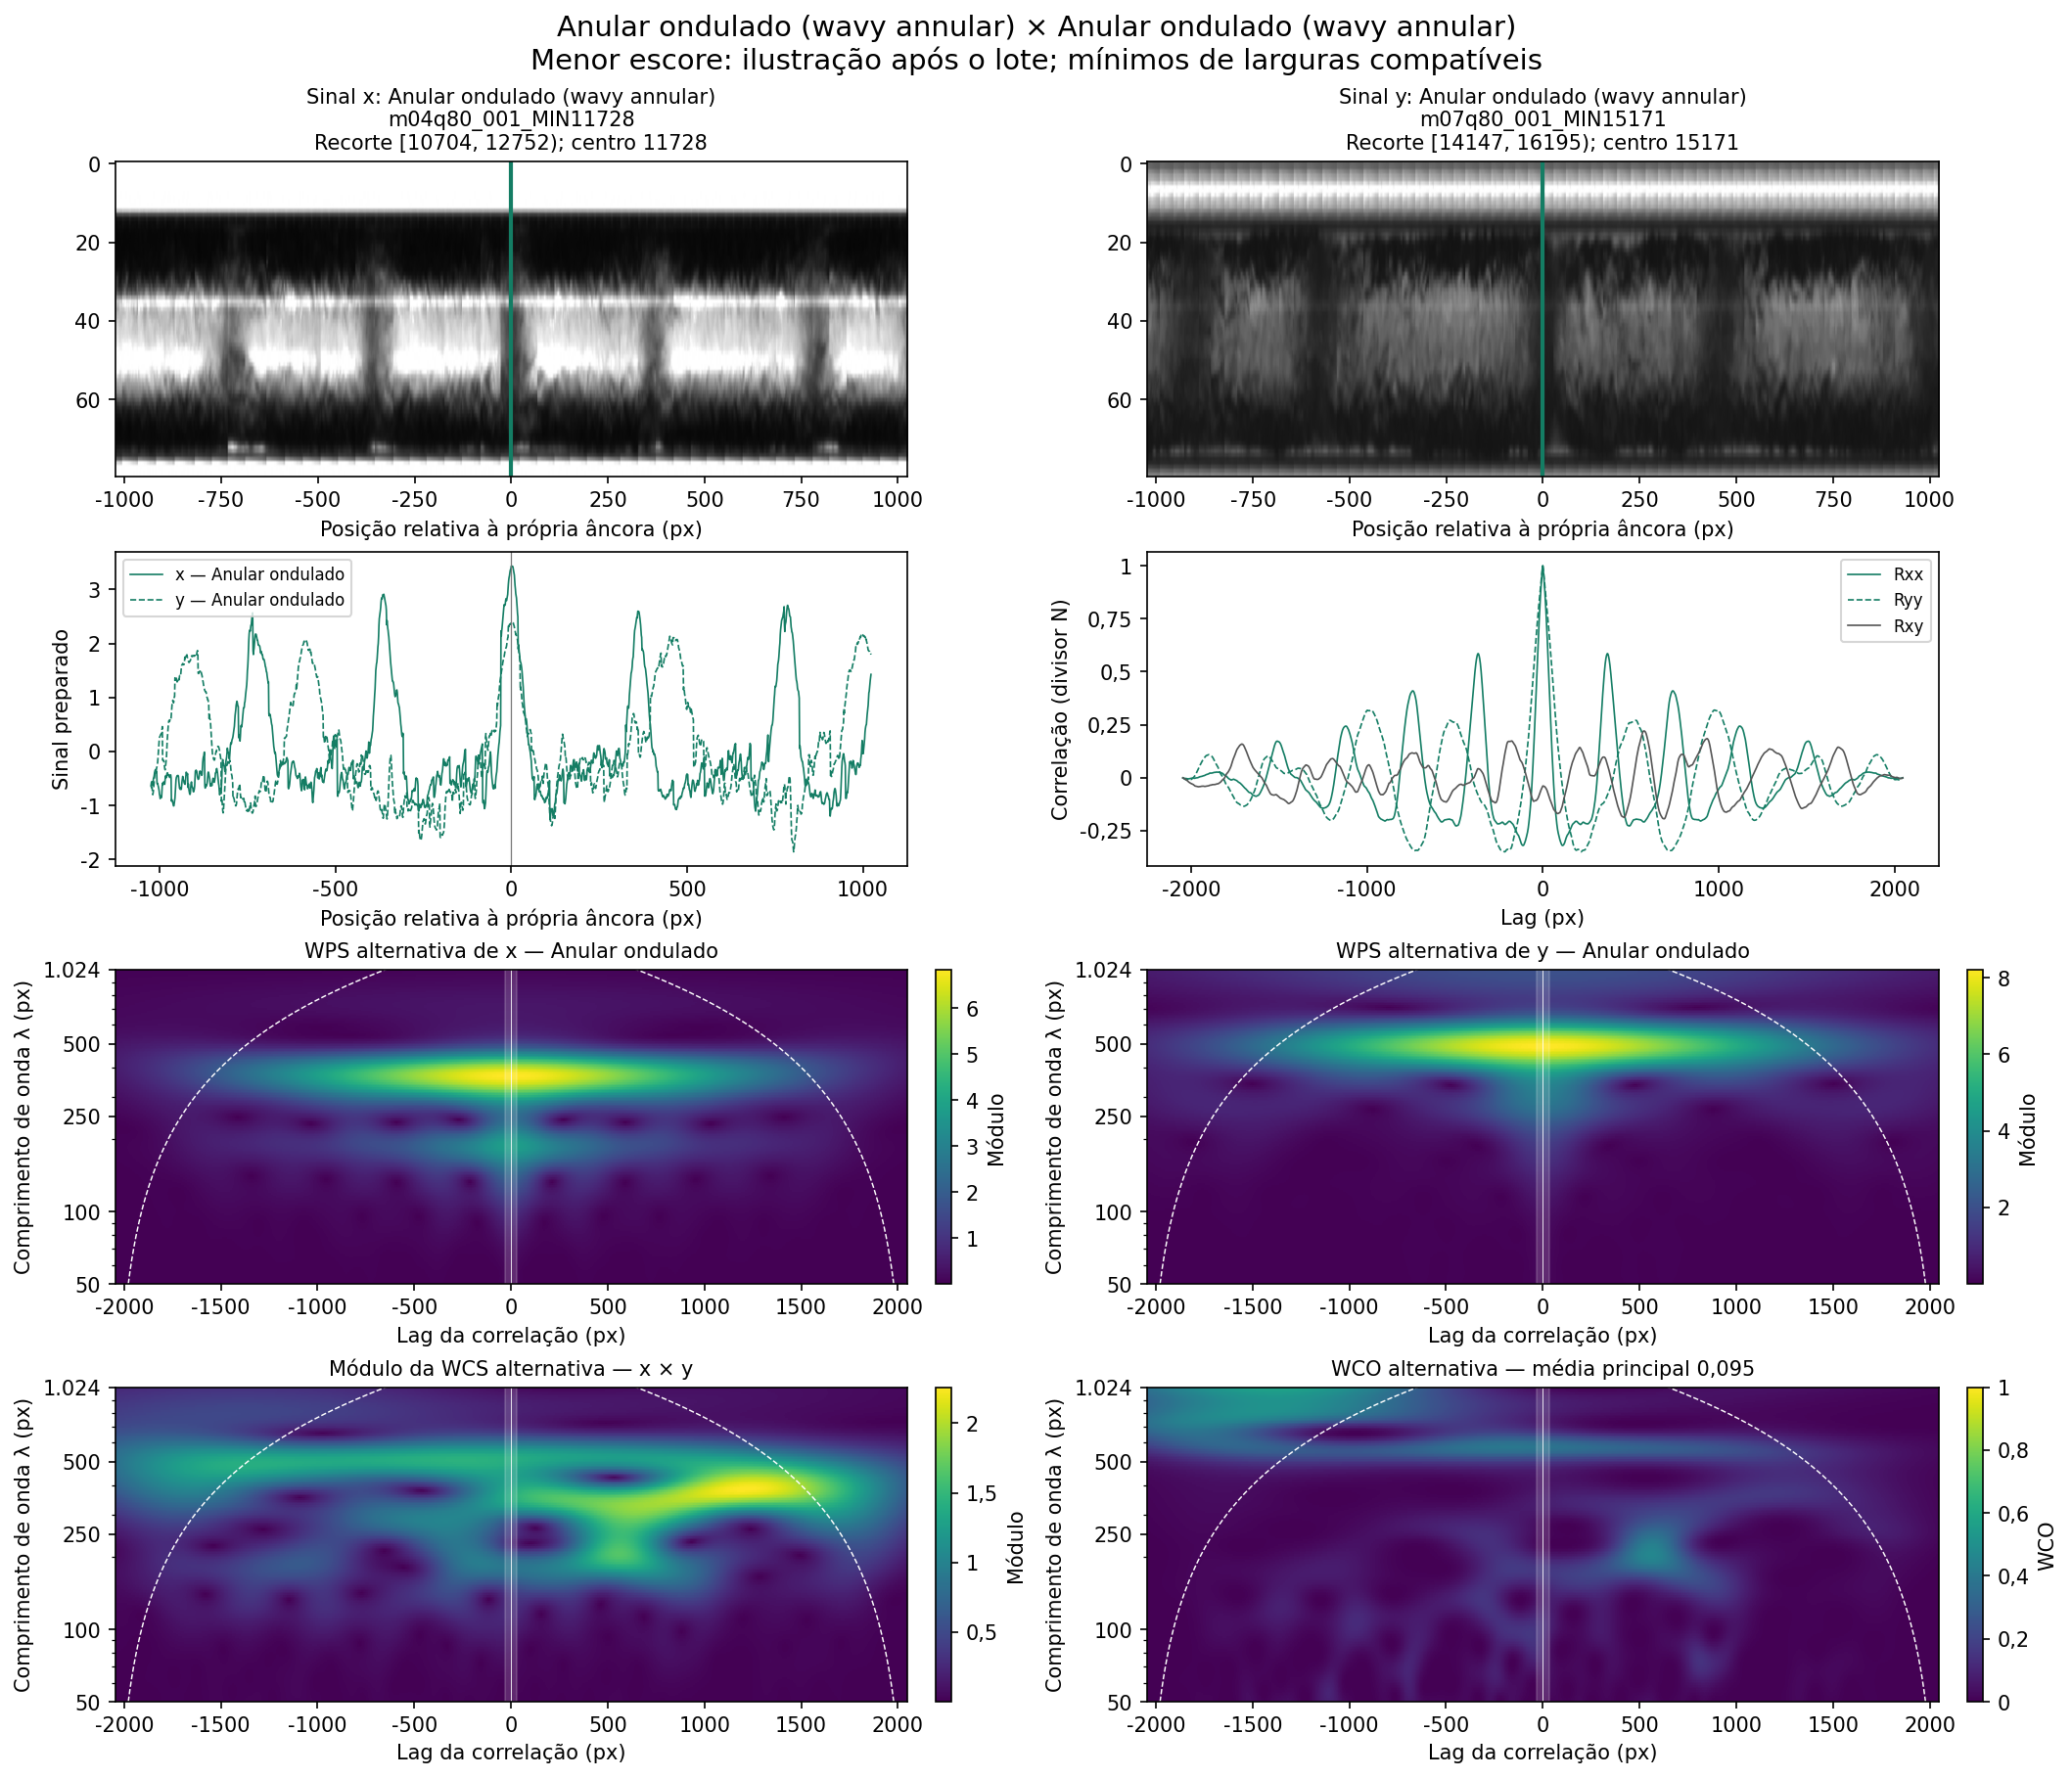 Anular ondulado (wavy annular) × Anular ondulado (wavy annular)
Menor escore: ilustração após o lote; mínimos de larguras compatíveis
Sinal x: Anular ondulado (wavy annular)
m04q80_001_MIN11728
Recorte [10704, 12752); centro 11728
0
20
40
60
-1000 -750 -500 -250 0 250 500 750 1000
Posição relativa à própria âncora (px)
Sinal y: Anular ondulado (wavy annular)
m07q80_001_MIN15171
Recorte [14147, 16195); centro 15171
0
20
40
60
-1000 -750 -500 -250 0 250 500 750 1000
Posição relativa à própria âncora (px)
Sinal preparado
3
2
1
0
-1
-2
x — Anular ondulado
y — Anular ondulado
-1000 -500 0 500 1000
Posição relativa à própria âncora (px)
Correlação (divisor N)
1
0,75
0,5
0,25
0
-0,25
Rxx
Ryy
Rxy
-2000 -1000 0 1000 2000
Lag (px)
WPS alternativa de x — Anular ondulado
Comprimento de onda λ (px)
1.024
500
250
100
50
-2000 -1500 -1000 -500 0 500 1000 1500 2000
Lag da correlação (px)
6
5
4
3
2
1
Módulo
WPS alternativa de y — Anular ondulado
Comprimento de onda λ (px)
1.024
500
250
100
50
-2000 -1500 -1000 -500 0 500 1000 1500 2000
Lag da correlação (px)
8
6
4
2
Módulo
Módulo da WCS alternativa — x × y
Comprimento de onda λ (px)
1.024
500
250
100
50
-2000 -1500 -1000 -500 0 500 1000 1500 2000
Lag da correlação (px)
2
1,5
1
0,5
Módulo
WCO alternativa — média principal 0,095
Comprimento de onda λ (px)
1.024
500
250
100
50
-2000 -1500 -1000 -500 0 500 1000 1500 2000
Lag da correlação (px)
1
0,8
0,6
0,4
0,2
0
WCO